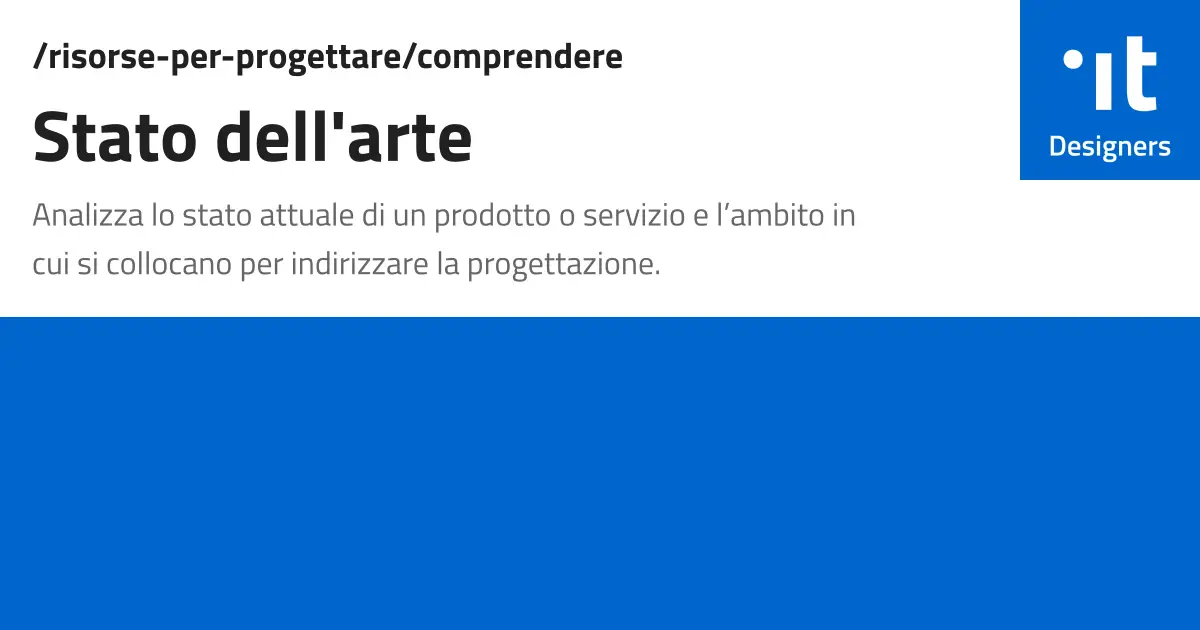 /risorse-per-progettare/comprendere
Stato dell'arte
Analizza lo stato attuale di un prodotto o servizio e l’ambito in
cui si collocano per indirizzare la progettazione.
it
Designers